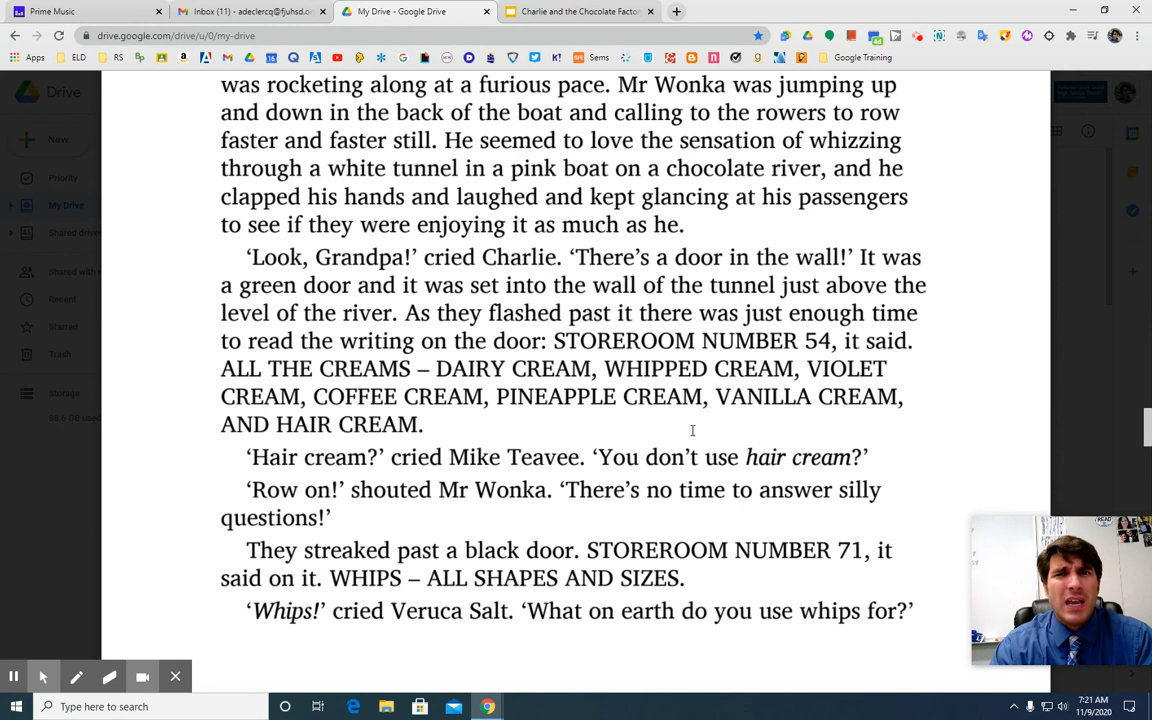 Prime Music
Inbox (11) - adeclercq@fjuhsd.or
My Drive - Google Drive
Charlie and the Chocolate Factor
drive.google.com/drive/u/0/my-drive
Apps ELD RS Bp Sems Google Training
Drive
New
Priority
My Drive
Shared drives
Shared with
Recent
Starred
Trash
Storage
was rocketing along at a furious pace. Mr Wonka was jumping up
and down in the back of the boat and calling to the rowers to row
faster and faster still. He seemed to love the sensation of whizzing
through a white tunnel in a pink boat on a chocolate river, and he
clapped his hands and laughed and kept glancing at his passengers
to see if they were enjoying it as much as he.
‘Look, Grandpa!’ cried Charlie. ‘There’s a door in the wall!’ It was
a green door and it was set into the wall of the tunnel just above the
level of the river. As they flashed past it there was just enough time
to read the writing on the door: STOREROOM NUMBER 54, it said.
ALL THE CREAMS – DAIRY CREAM, WHIPPED CREAM, VIOLET
CREAM, COFFEE CREAM, PINEAPPLE CREAM, VANILLA CREAM,
AND HAIR CREAM.
‘Hair cream?’ cried Mike Teavee. ‘You don’t use hair cream?’
‘Row on!’ shouted Mr Wonka. ‘There’s no time to answer silly
questions!’
They streaked past a black door. STOREROOM NUMBER 71, it
said on it. WHIPS – ALL SHAPES AND SIZES.
‘Whips!’ cried Veruca Salt. ‘What on earth do you use whips for?’
READ
Type here to search
7:21 AM
11/9/2020